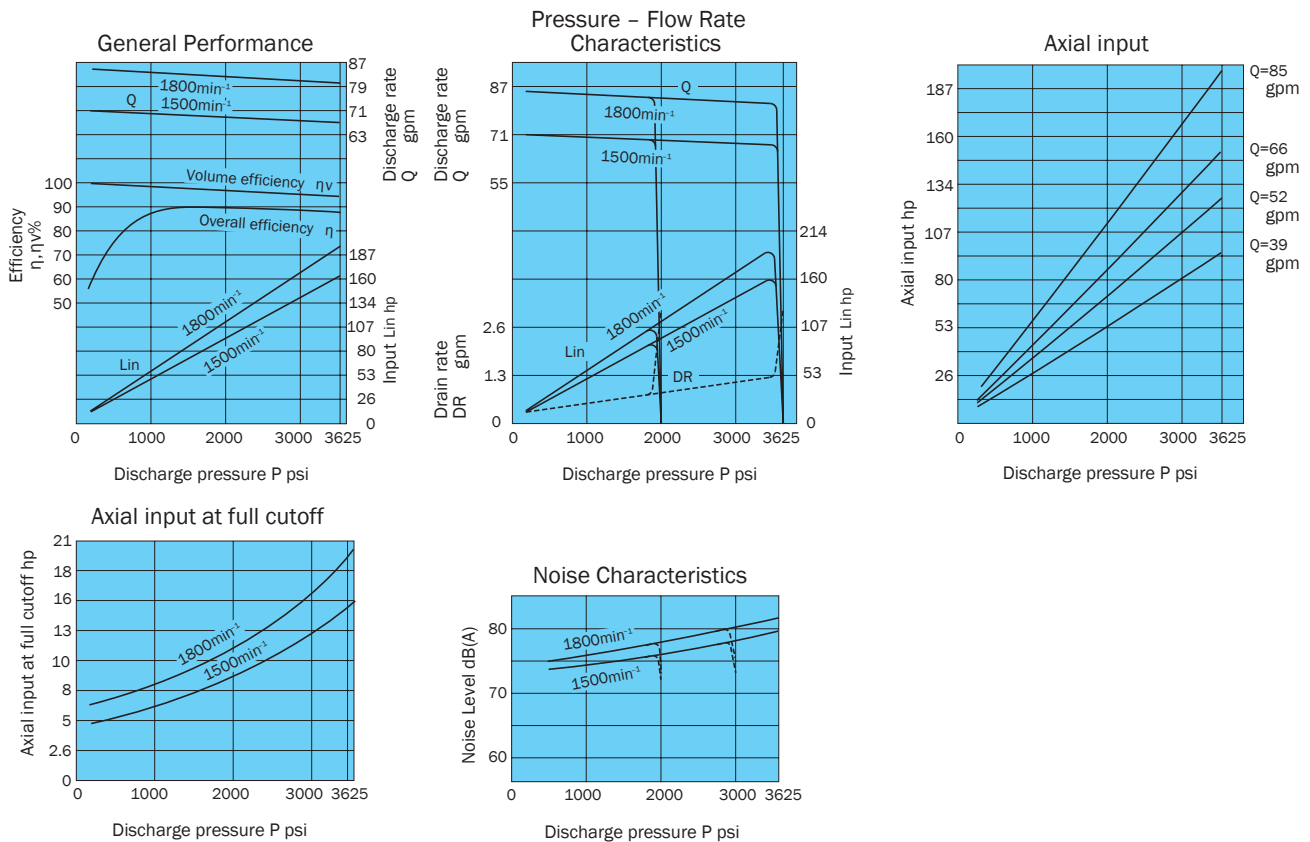 General Performance
Efficiency
η,ηv%
100
90
80
70
60
50
1800min⁻¹
Q 1500min⁻¹
Volume efficiency ηv
Overall efficiency η
Lin
1800min⁻¹
1500min⁻¹
87
79
71
63
Discharge rate
Q gpm
187
160
134
107
80
53
26
0
Input Lin hp
0 1000 2000 3000 3625
Discharge pressure P psi
Pressure – Flow Rate
Characteristics
Discharge rate
Q gpm
87
71
55
Q
1800min⁻¹
1500min⁻¹
Drain rate
DR gpm
2.6
1.3
0
Lin
1800min⁻¹
1500min⁻¹
DR
214
160
107
53
0
Input Lin hp
0 1000 2000 3000 3625
Discharge pressure P psi
Axial input
Axial input hp
187
160
134
107
80
53
26
Q=85
gpm
Q=66
gpm
Q=52
gpm
Q=39
gpm
0 1000 2000 3000 3625
Discharge pressure P psi
Axial input at full cutoff
Axial input at full cutoff hp
21
18
16
13
10
8
5
2.6
0
1800min⁻¹
1500min⁻¹
0 1000 2000 3000 3625
Discharge pressure P psi
Noise Characteristics
Noise Level dB(A)
80
70
60
1800min⁻¹
1500min⁻¹
0 1000 2000 3000 3625
Discharge pressure P psi